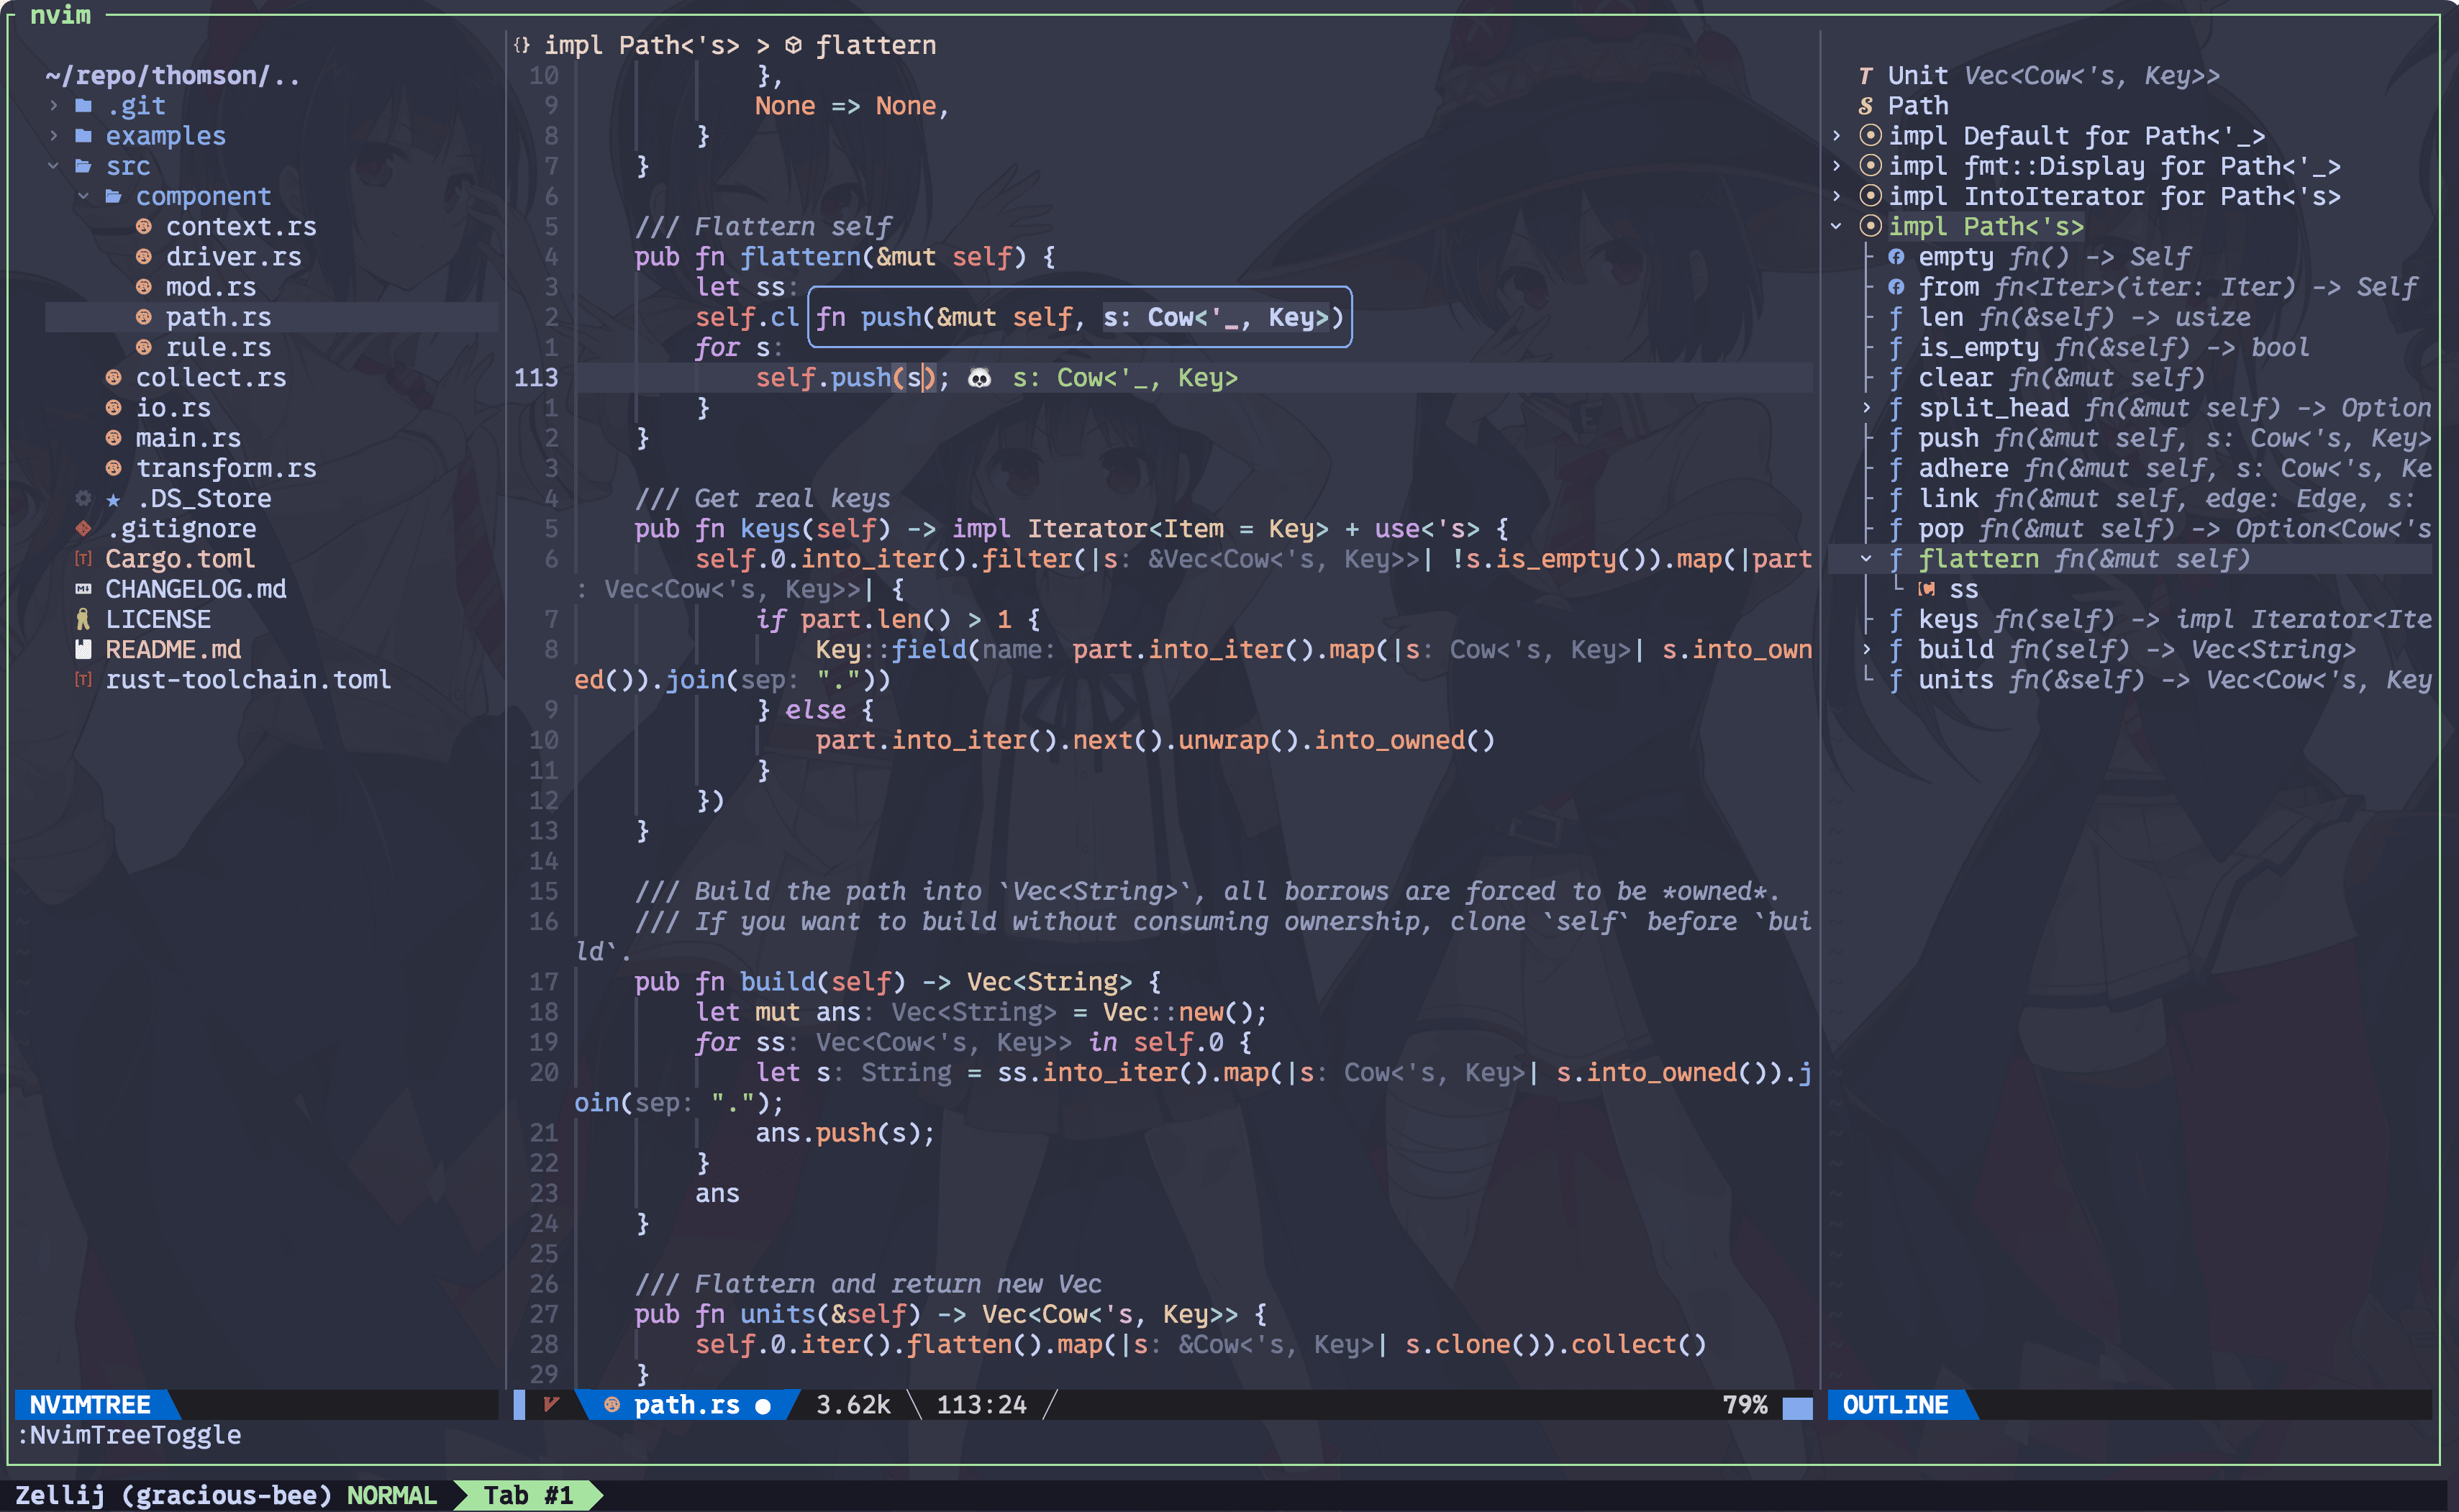 nvim
~/repo/thomson/..
.git
examples
src
component
context.rs
driver.rs
mod.rs
path.rs
rule.rs
collect.rs
io.rs
main.rs
transform.rs
.DS_Store
.gitignore
Cargo.toml
CHANGELOG.md
LICENSE
README.md
rust-toolchain.toml
{} impl Path<'s> > flattern
10 },
9 None => None,
8 }
7 }
6
5 /// Flattern self
4 pub fn flattern(&mut self) {
3 let ss:
2 self.cl
fn push(&mut self, s: Cow<'_, Key>)
1 for s:
113 self.push(s); 🐼 s: Cow<'_, Key>
1 }
2 }
3
4 /// Get real keys
5 pub fn keys(self) -> impl Iterator<Item = Key> + use<'s> {
6 self.0.into_iter().filter(|s: &Vec<Cow<'s, Key>>| !s.is_empty()).map(|part
: Vec<Cow<'s, Key>>| {
7 if part.len() > 1 {
8 Key::field(name: part.into_iter().map(|s: Cow<'s, Key>| s.into_own
ed()).join(sep: "."))
9 } else {
10 part.into_iter().next().unwrap().into_owned()
11 }
12 })
13 }
14
15 /// Build the path into `Vec<String>`, all borrows are forced to be *owned*.
16 /// If you want to build without consuming ownership, clone `self` before `bui
ld`.
17 pub fn build(self) -> Vec<String> {
18 let mut ans: Vec<String> = Vec::new();
19 for ss: Vec<Cow<'s, Key>> in self.0 {
20 let s: String = ss.into_iter().map(|s: Cow<'s, Key>| s.into_owned()).j
oin(sep: ".");
21 ans.push(s);
22 }
23 ans
24 }
25
26 /// Flattern and return new Vec
27 pub fn units(&self) -> Vec<Cow<'s, Key>> {
28 self.0.iter().flatten().map(|s: &Cow<'s, Key>| s.clone()).collect()
29 }
T Unit Vec<Cow<'s, Key>>
S Path
impl Default for Path<'_>
impl fmt::Display for Path<'_>
impl IntoIterator for Path<'s>
impl Path<'s>
empty fn() -> Self
from fn<Iter>(iter: Iter) -> Self
f len fn(&self) -> usize
f is_empty fn(&self) -> bool
f clear fn(&mut self)
f split_head fn(&mut self) -> Option
f push fn(&mut self, s: Cow<'s, Key>
f adhere fn(&mut self, s: Cow<'s, Ke
f link fn(&mut self, edge: Edge, s:
f pop fn(&mut self) -> Option<Cow<'s
f flattern fn(&mut self)
ss
f keys fn(self) -> impl Iterator<Ite
f build fn(self) -> Vec<String>
f units fn(&self) -> Vec<Cow<'s, Key
NVIMTREE
path.rs ● 3.62k 113:24 79%
OUTLINE
:NvimTreeToggle
Zellij (gracious-bee) NORMAL Tab #1